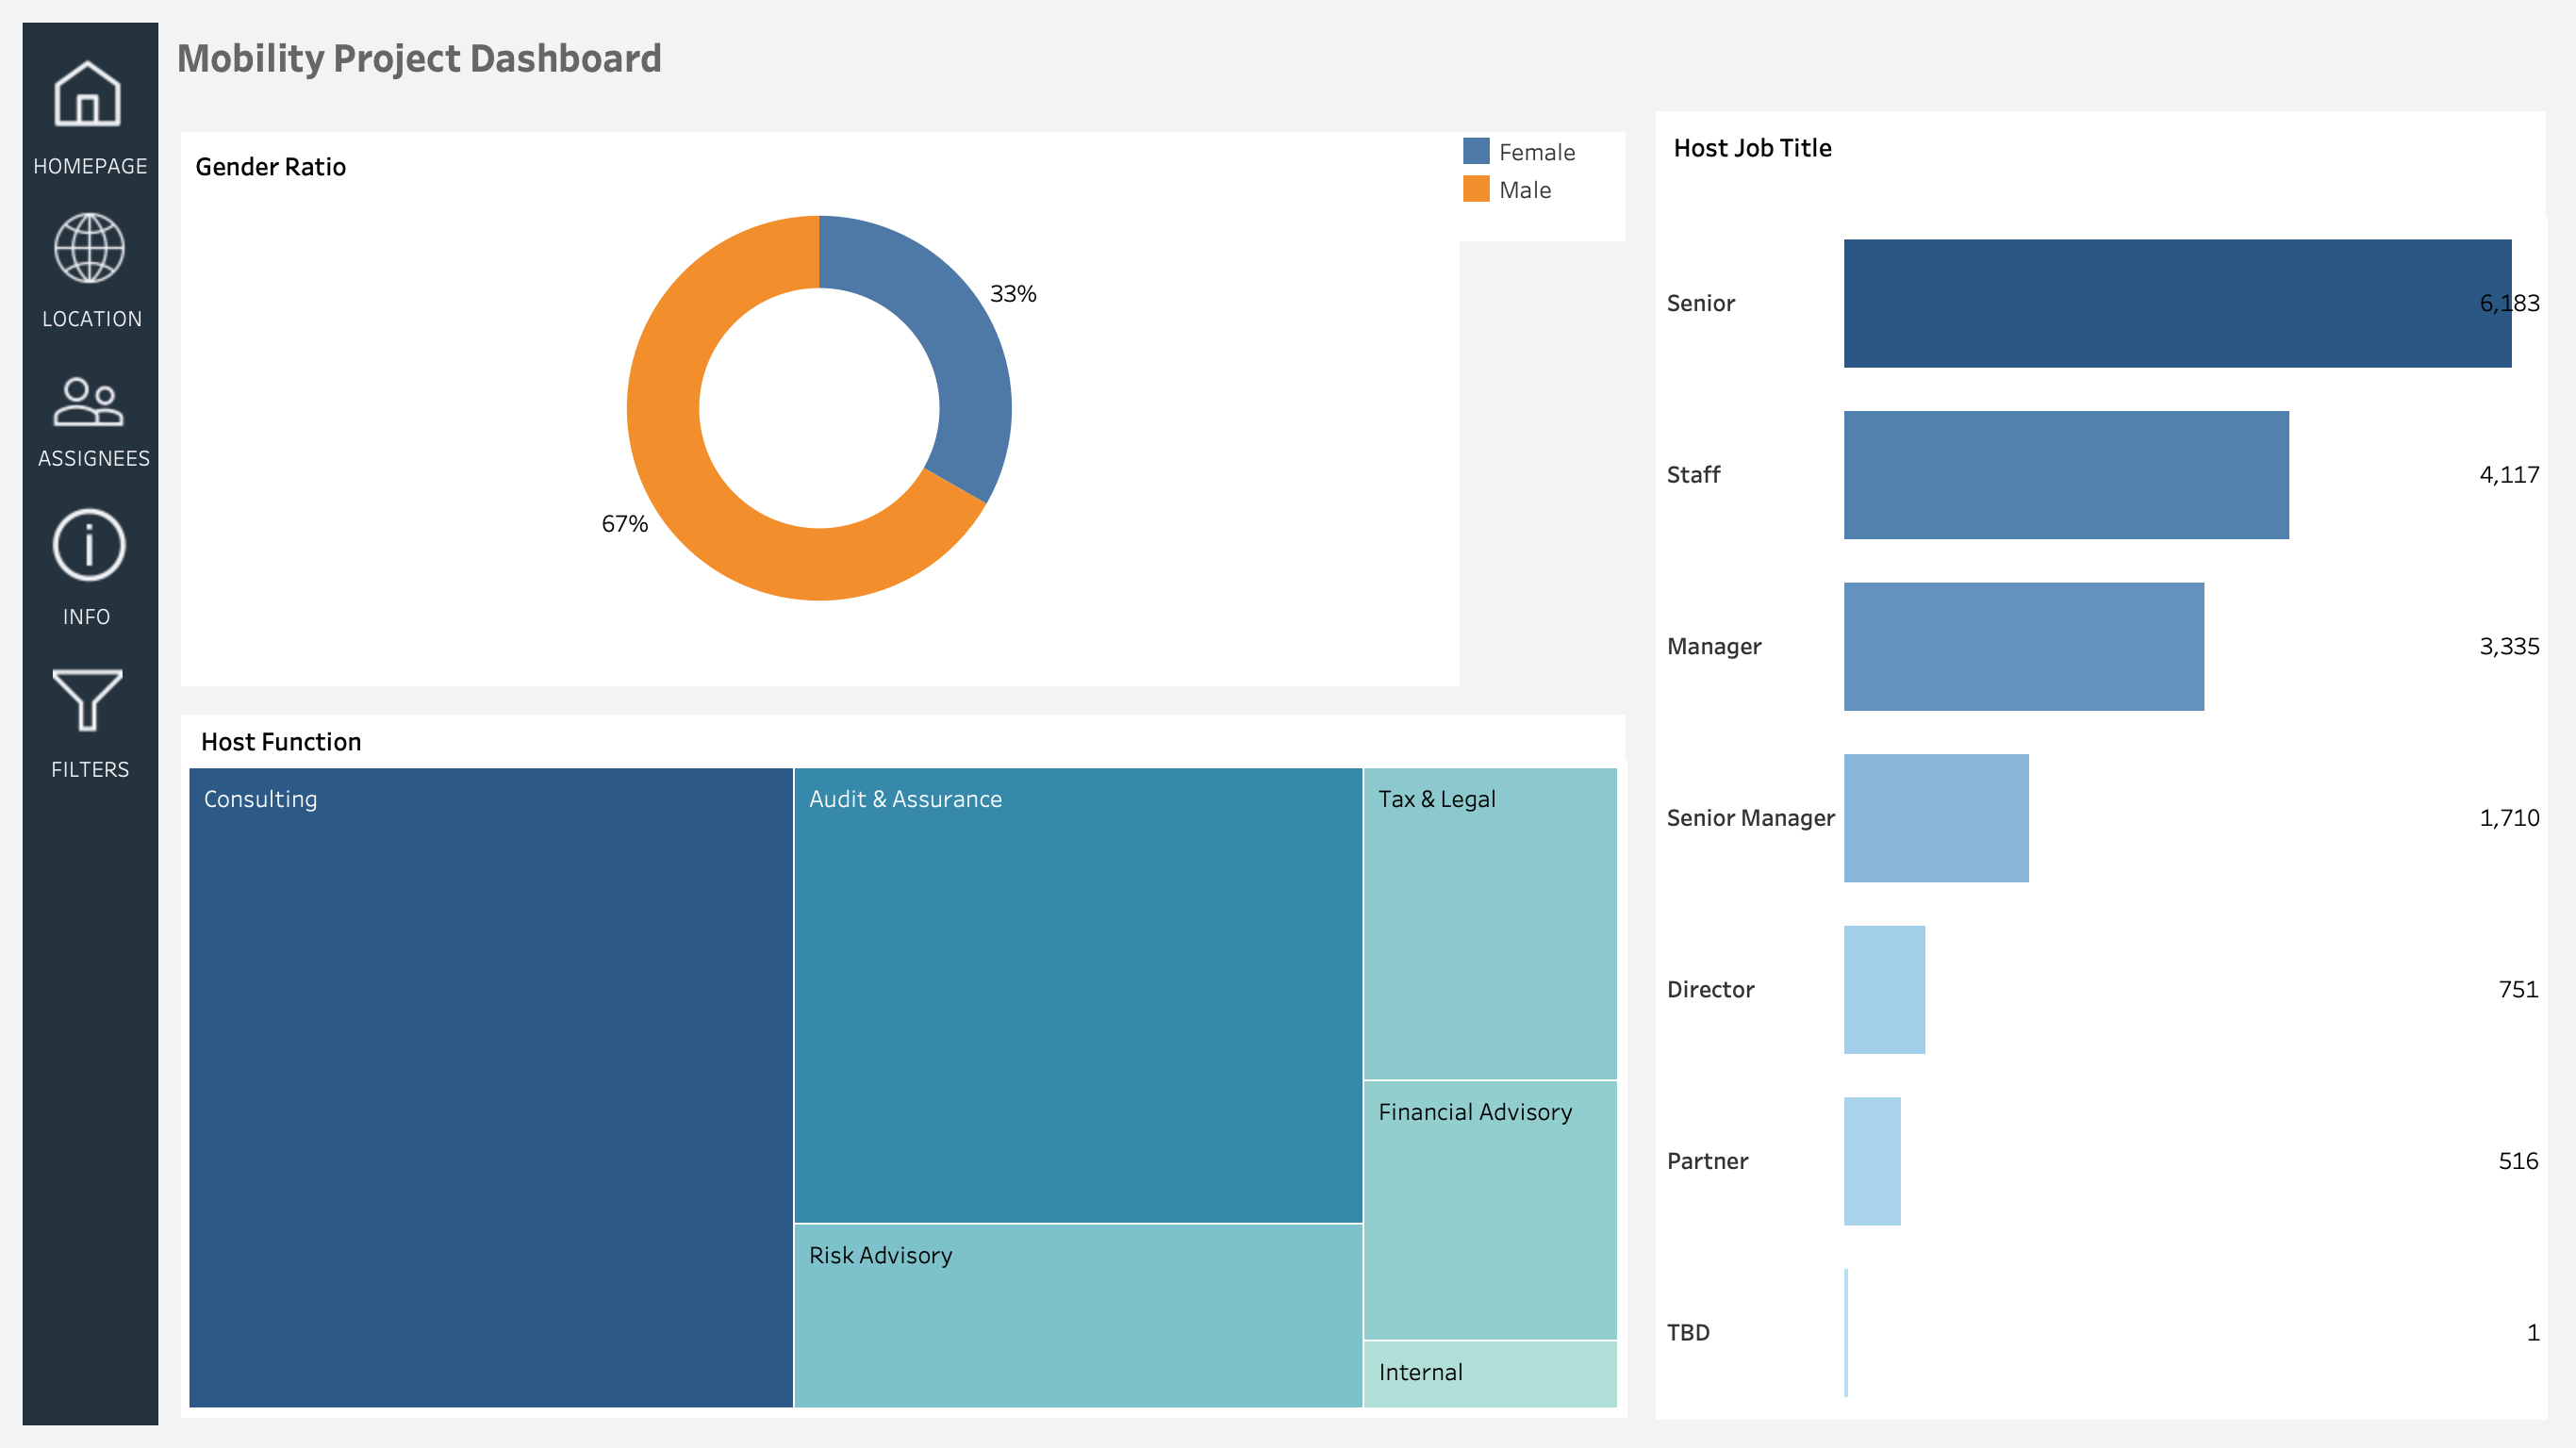 Mobility Project Dashboard
HOMEPAGE
LOCATION
ASSIGNEES
INFO
FILTERS
Gender Ratio
Female
Male
33%
67%
Host Function
Consulting
Audit & Assurance
Tax & Legal
Financial Advisory
Risk Advisory
Internal
Host Job Title
Senior 6,183
Staff 4,117
Manager 3,335
Senior Manager 1,710
Director 751
Partner 516
TBD 1